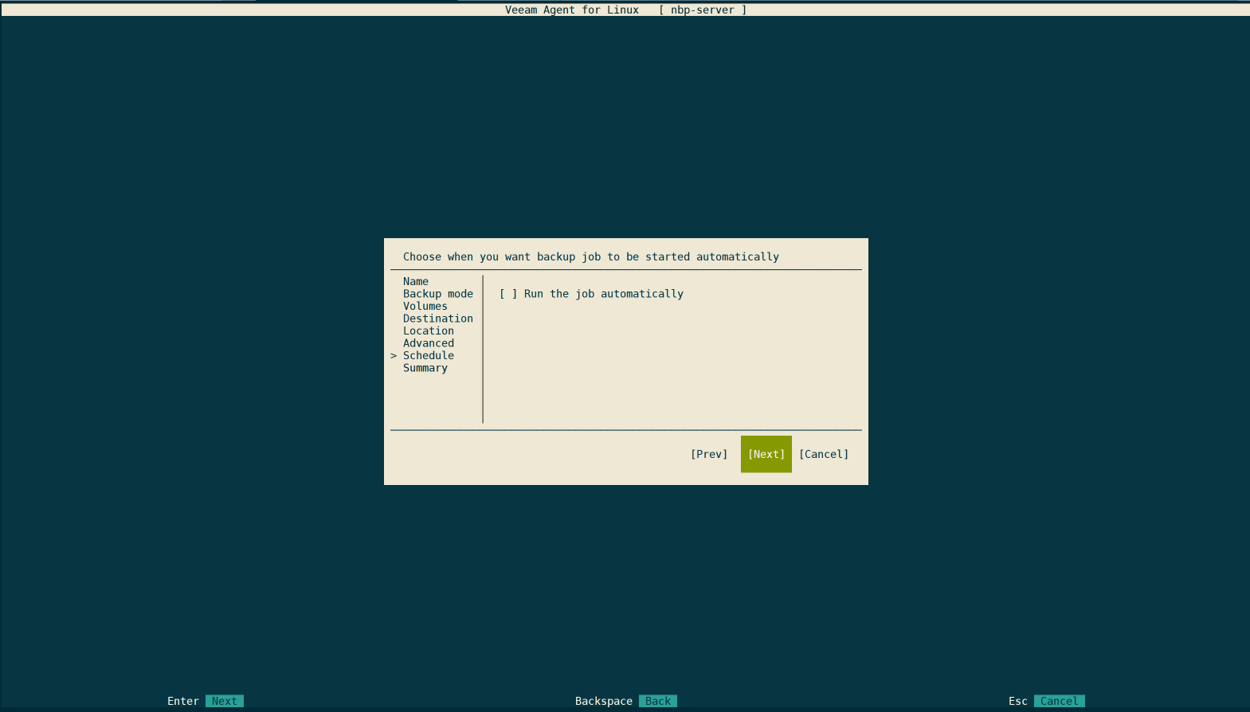 Veeam Agent for Linux   [ nbp-server ]
Choose when you want backup job to be started automatically
Name
Backup mode
Volumes
Destination
Location
Advanced
> Schedule
Summary
[ ] Run the job automatically
[Prev] [Next] [Cancel]
Enter Next Backspace Back Esc Cancel